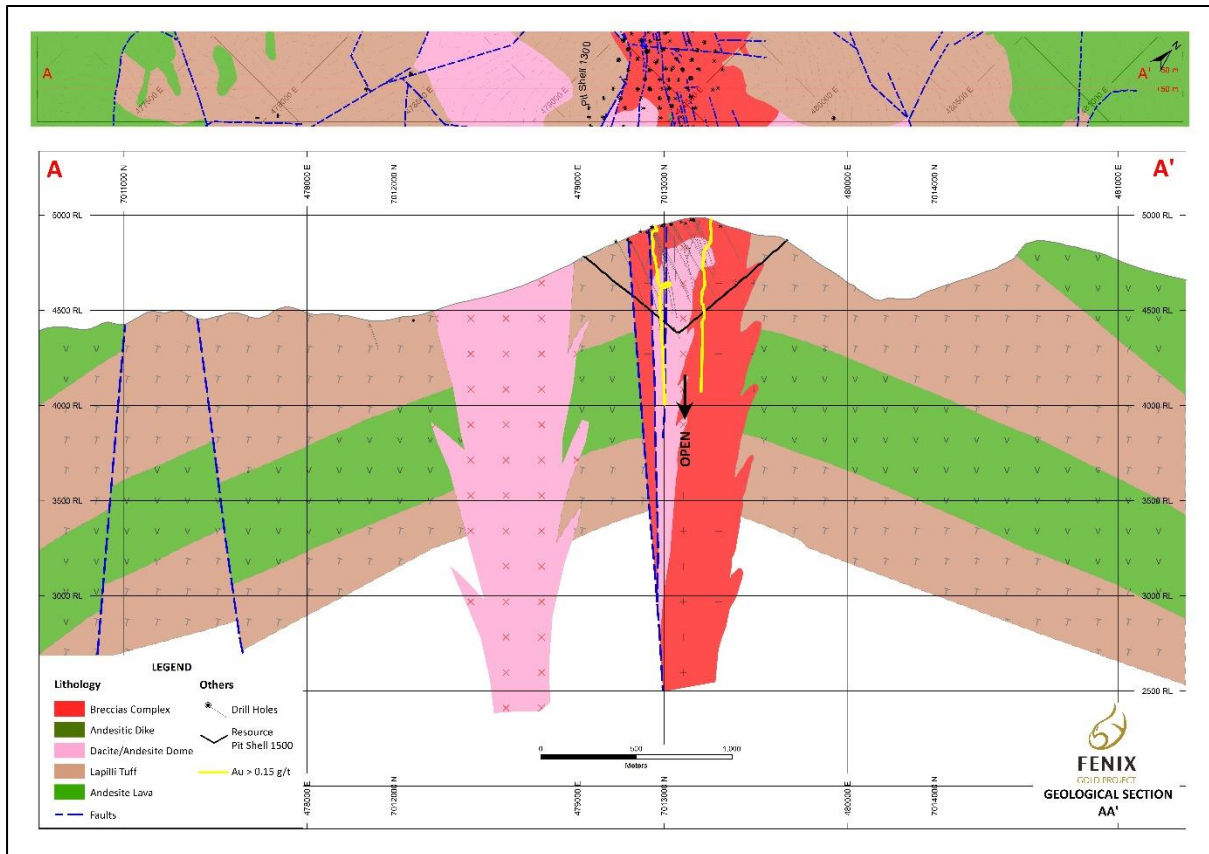 A
A'
N
Pit Shell 1300
478000 E
479000 E
480000 E
+50 m
A
A'
7011000 N
478000 E
7012000 N
479000 E
7013000 N
480000 E
7014000 N
481000 E
5000 RL
5000 RL
4500 RL
4500 RL
4000 RL
4000 RL
3500 RL
3500 RL
3000 RL
3000 RL
2500 RL
2500 RL
OPEN
LEGEND
Lithology
Others
Breccias Complex
Andesitic Dike
Dacite/Andesite Dome
Lapilli Tuff
Andesite Lava
Faults
Drill Holes
Resource
Pit Shell 1500
Au > 0.15 g/t
0
500
1,000
Meters
FENIX
GOLD PROJECT
GEOLOGICAL SECTION
AA'
478000 E
7012000 N
479000 E
7013000 N
480000 E
7014000 N